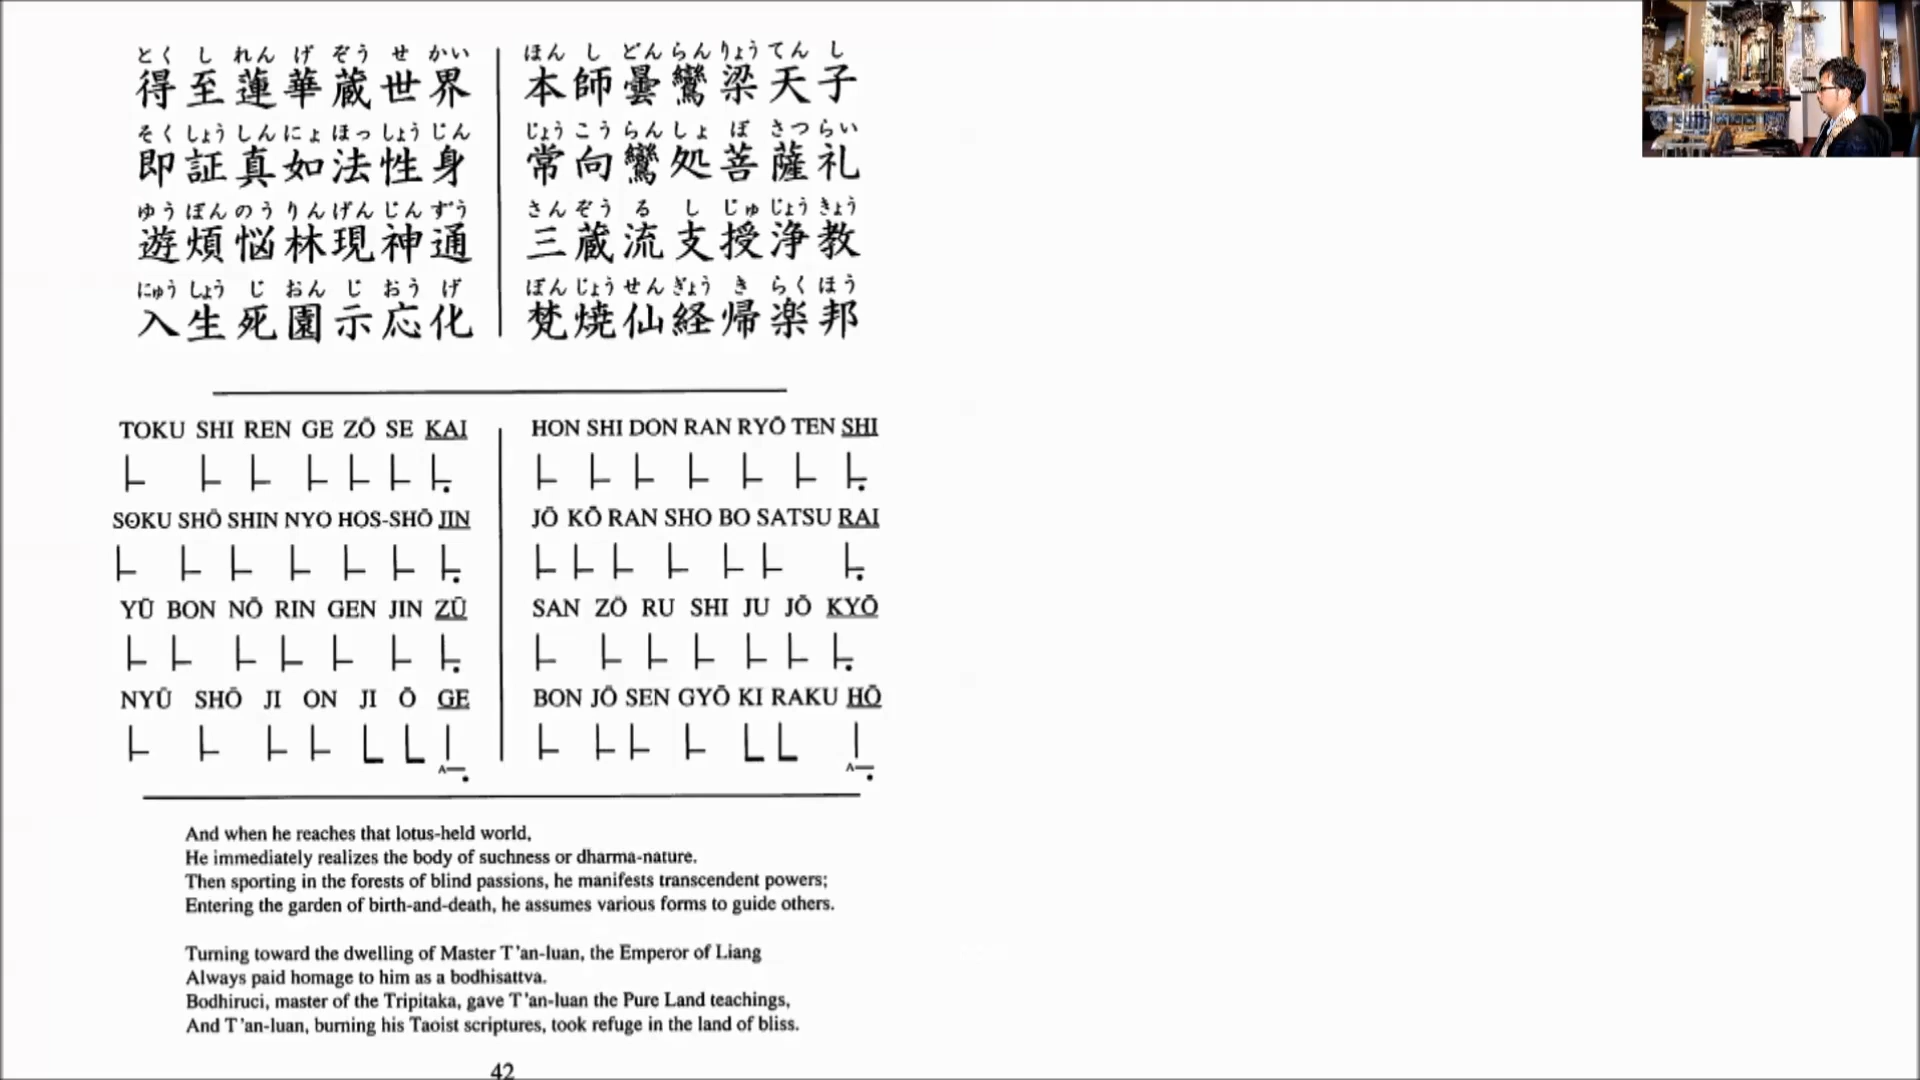 とくしれんげぞうせかい
得至蓮華蔵世界
そくしょうしんにょほっしょうじん
即証真如法性身
ゆうぼんのうりんげんじんずう
遊煩悩林現神通
にゅうしょうじおんじおうげ
入生死園示応化
ほんしどんらんりょうてんし
本師曇鸞梁天子
じょうこうらんしょぼさつらい
常向鸞処菩薩礼
さんぞうるしじゅじょうきょう
三蔵流支授浄教
ぼんじょうせんぎょうきらくほう
梵焼仙経帰楽邦
TOKU SHI REN GE ZŌ SE KAI
SOKU SHŌ SHIN NYO HOS-SHŌ JIN
YŪ BON NŌ RIN GEN JIN ZŪ
NYŪ SHŌ JI ON JI Ō GE
HON SHI DON RAN RYŌ TEN SHI
JŌ KŌ RAN SHO BO SATSU RAI
SAN ZŌ RU SHI JU JŌ KYŌ
BON JŌ SEN GYŌ KI RAKU HŌ
And when he reaches that lotus-held world,
He immediately realizes the body of suchness or dharma-nature.
Then sporting in the forests of blind passions, he manifests transcendent powers;
Entering the garden of birth-and-death, he assumes various forms to guide others.
Turning toward the dwelling of Master T'an-luan, the Emperor of Liang
Always paid homage to him as a bodhisattva.
Bodhiruci, master of the Tripitaka, gave T'an-luan the Pure Land teachings,
And T'an-luan, burning his Taoist scriptures, took refuge in the land of bliss.
42